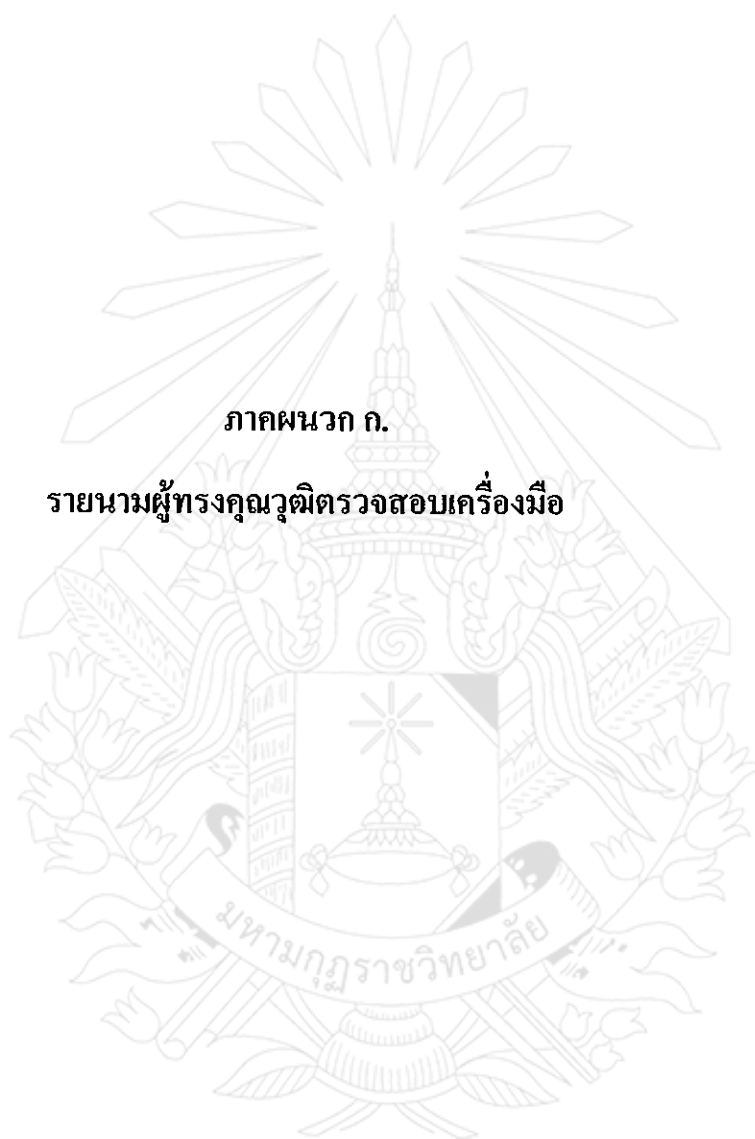 ภาคผนวก ก.
รายนามผู้ทรงคุณวุฒิตรวจสอบเครื่องมือ
มหามกุฏราชวิทยาลัย